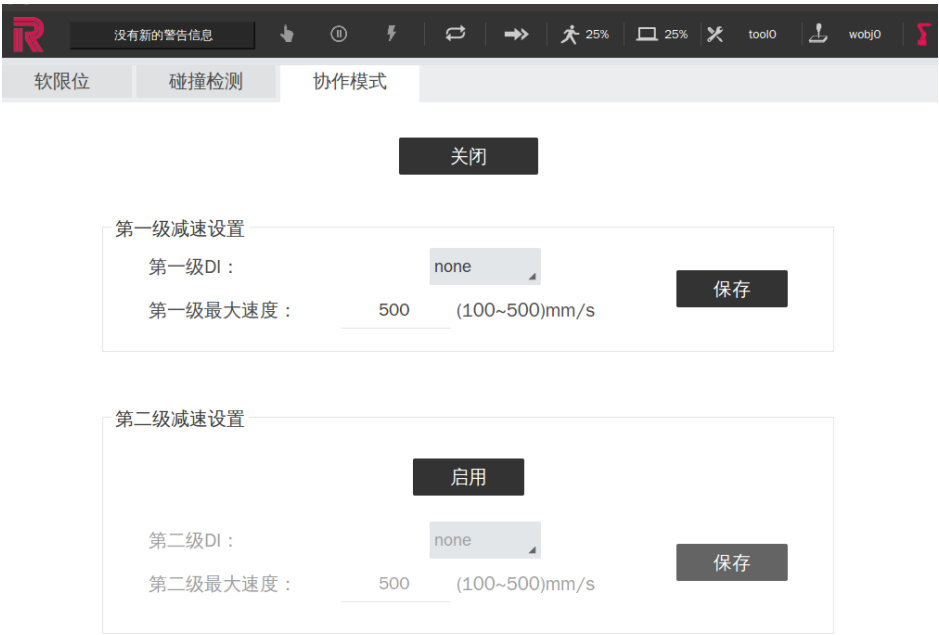 没有新的警告信息 25% 25% tool0 wobj0
软限位 碰撞检测 协作模式
关闭
第一级减速设置
第一级DI： none
保存
第一级最大速度： 500 (100~500)mm/s
第二级减速设置
启用
第二级DI： none
保存
第二级最大速度： 500 (100~500)mm/s